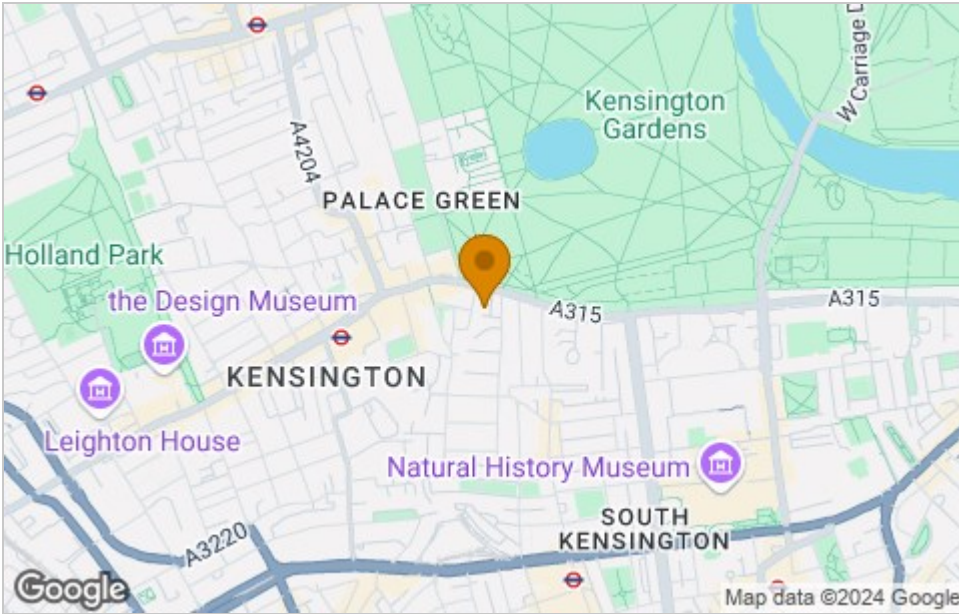 W Carriage D
Kensington
Gardens
A4204
PALACE GREEN
Holland Park
the Design Museum
A315
A315
KENSINGTON
Leighton House
Natural History Museum
SOUTH
KENSINGTON
A3220
Google
Map data ©2024 Google